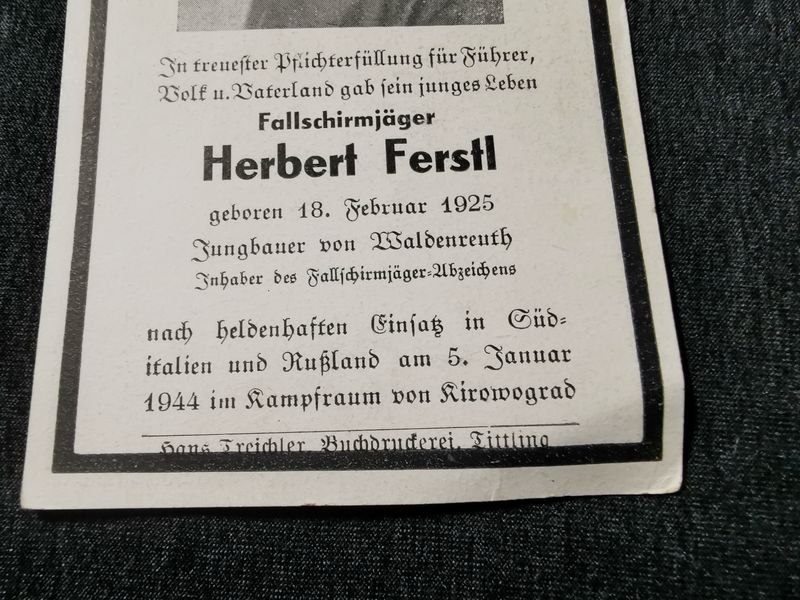 In treuester Pflichterfüllung für Führer,
Volk u. Vaterland gab sein junges Leben
Fallschirmjäger
Herbert Ferstl
geboren 18. Februar 1925
Jungbauer von Waldenreuth
Inhaber des Fallschirmjäger-Abzeichens
nach heldenhaften Einsatz in Süd-
italien und Rußland am 5. Januar
1944 im Kampfraum von Kirowograd
Hans Treichler, Buchdruckerei, Tittling